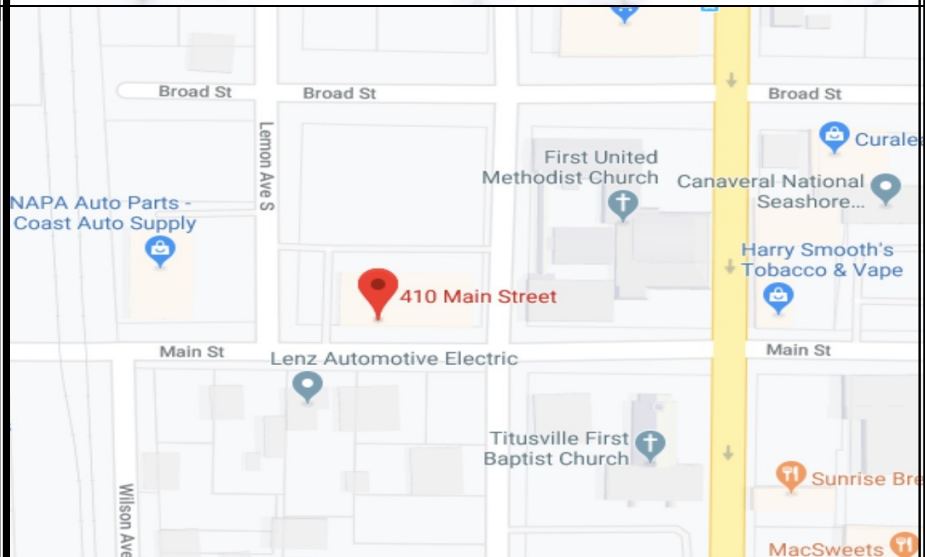 Broad St
Broad St
Broad St
Lemon Ave S
First United
Methodist Church
Canaveral National
Seashore...
NAPA Auto Parts -
Coast Auto Supply
Harry Smooth's
Tobacco & Vape
410 Main Street
Main St
Main St
Lenz Automotive Electric
Titusville First
Baptist Church
Wilson Ave
Sunrise Bre
MacSweets